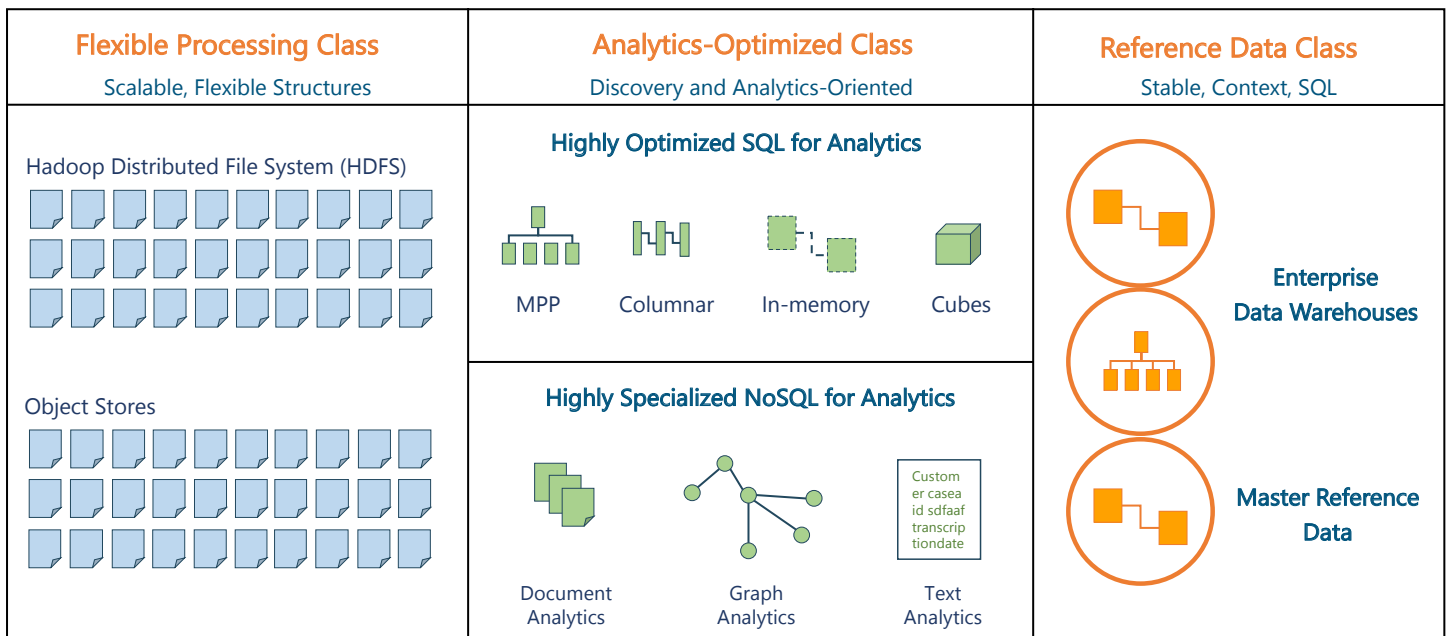 Flexible Processing Class
Scalable, Flexible Structures
Hadoop Distributed File System (HDFS)
Object Stores
Analytics-Optimized Class
Discovery and Analytics-Oriented
Highly Optimized SQL for Analytics
MPP
Columnar
In-memory
Cubes
Highly Specialized NoSQL for Analytics
Custom
er casea
id sdfaaf
transcrip
tiondate
Document
Analytics
Graph
Analytics
Text
Analytics
Reference Data Class
Stable, Context, SQL
Enterprise
Data Warehouses
Master Reference
Data